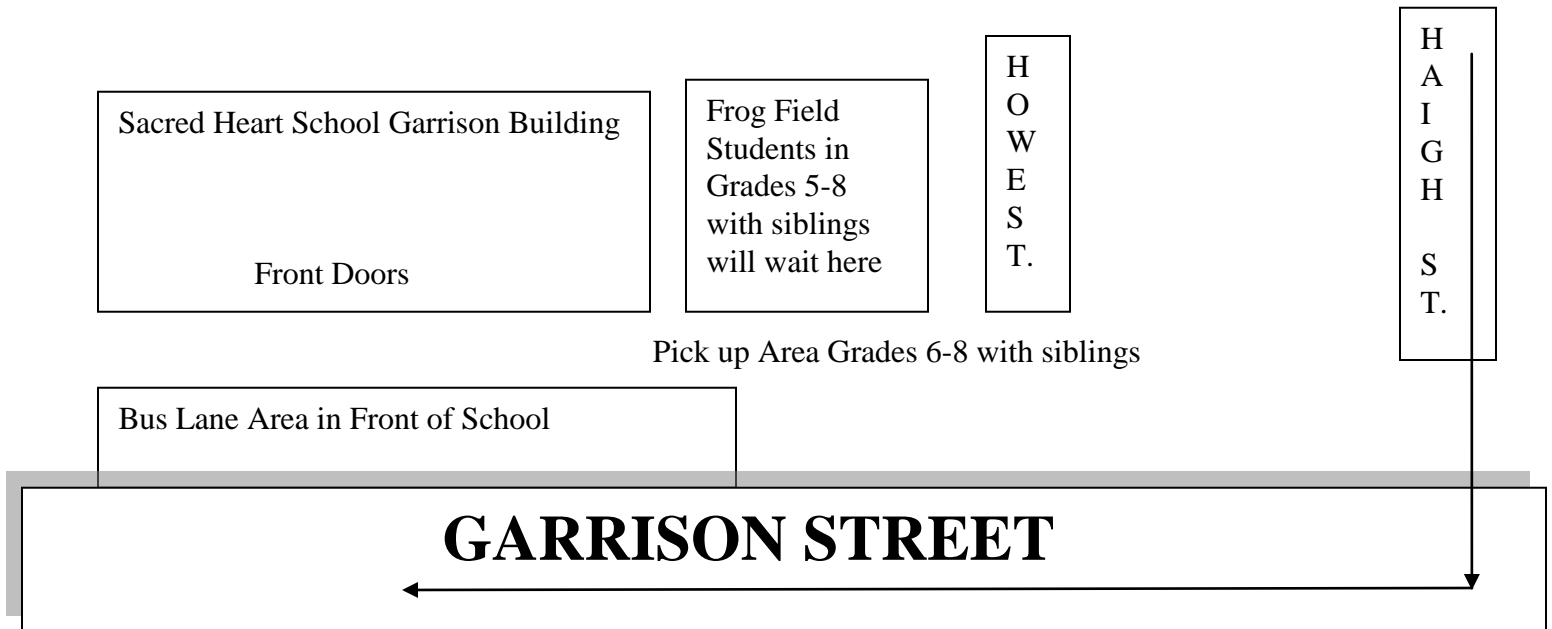 Sacred Heart School Garrison Building
Front Doors
Frog Field
Students in
Grades 5-8
with siblings
will wait here
H
O
W
E
S
T.
H
A
I
G
H
S
T.
Pick up Area Grades 6-8 with siblings
Bus Lane Area in Front of School
GARRISON STREET